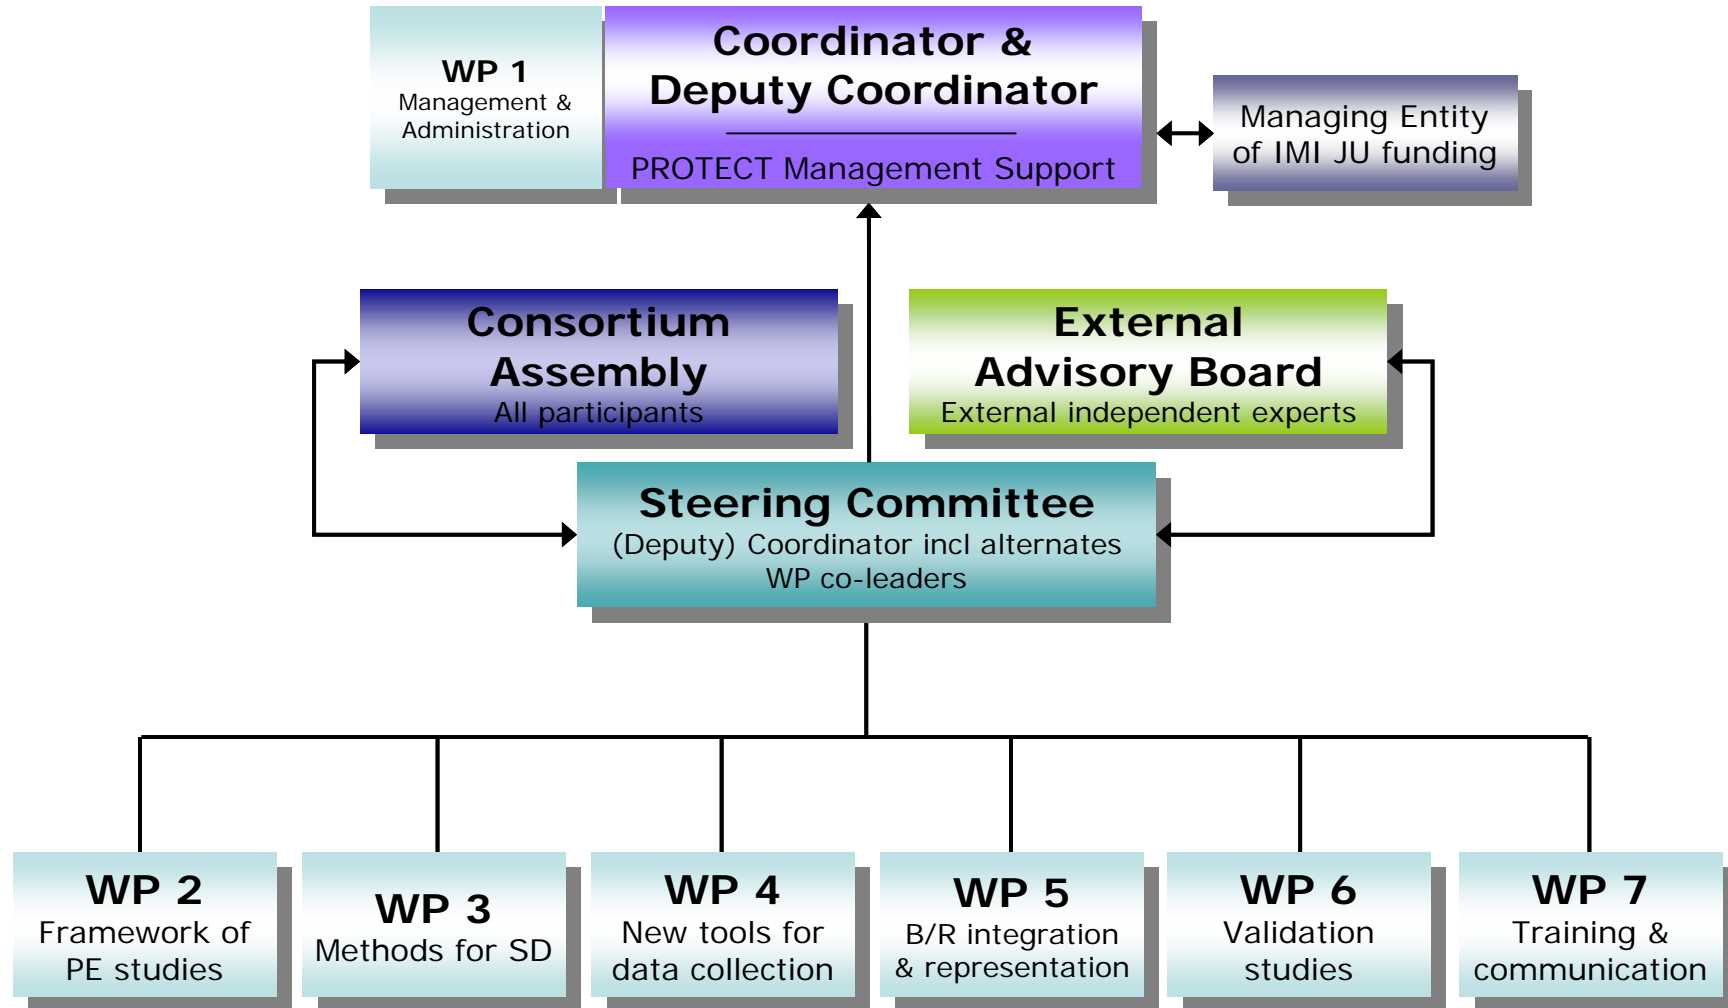 WP 1
Management &
Administration
Coordinator &
Deputy Coordinator
PROTECT Management Support
Managing Entity
of IMI JU funding
Consortium
Assembly
All participants
External
Advisory Board
External independent experts
Steering Committee
(Deputy) Coordinator incl alternates
WP co-leaders
WP 2
Framework of
PE studies
WP 3
Methods for SD
WP 4
New tools for
data collection
WP 5
B/R integration
& representation
WP 6
Validation
studies
WP 7
Training &
communication